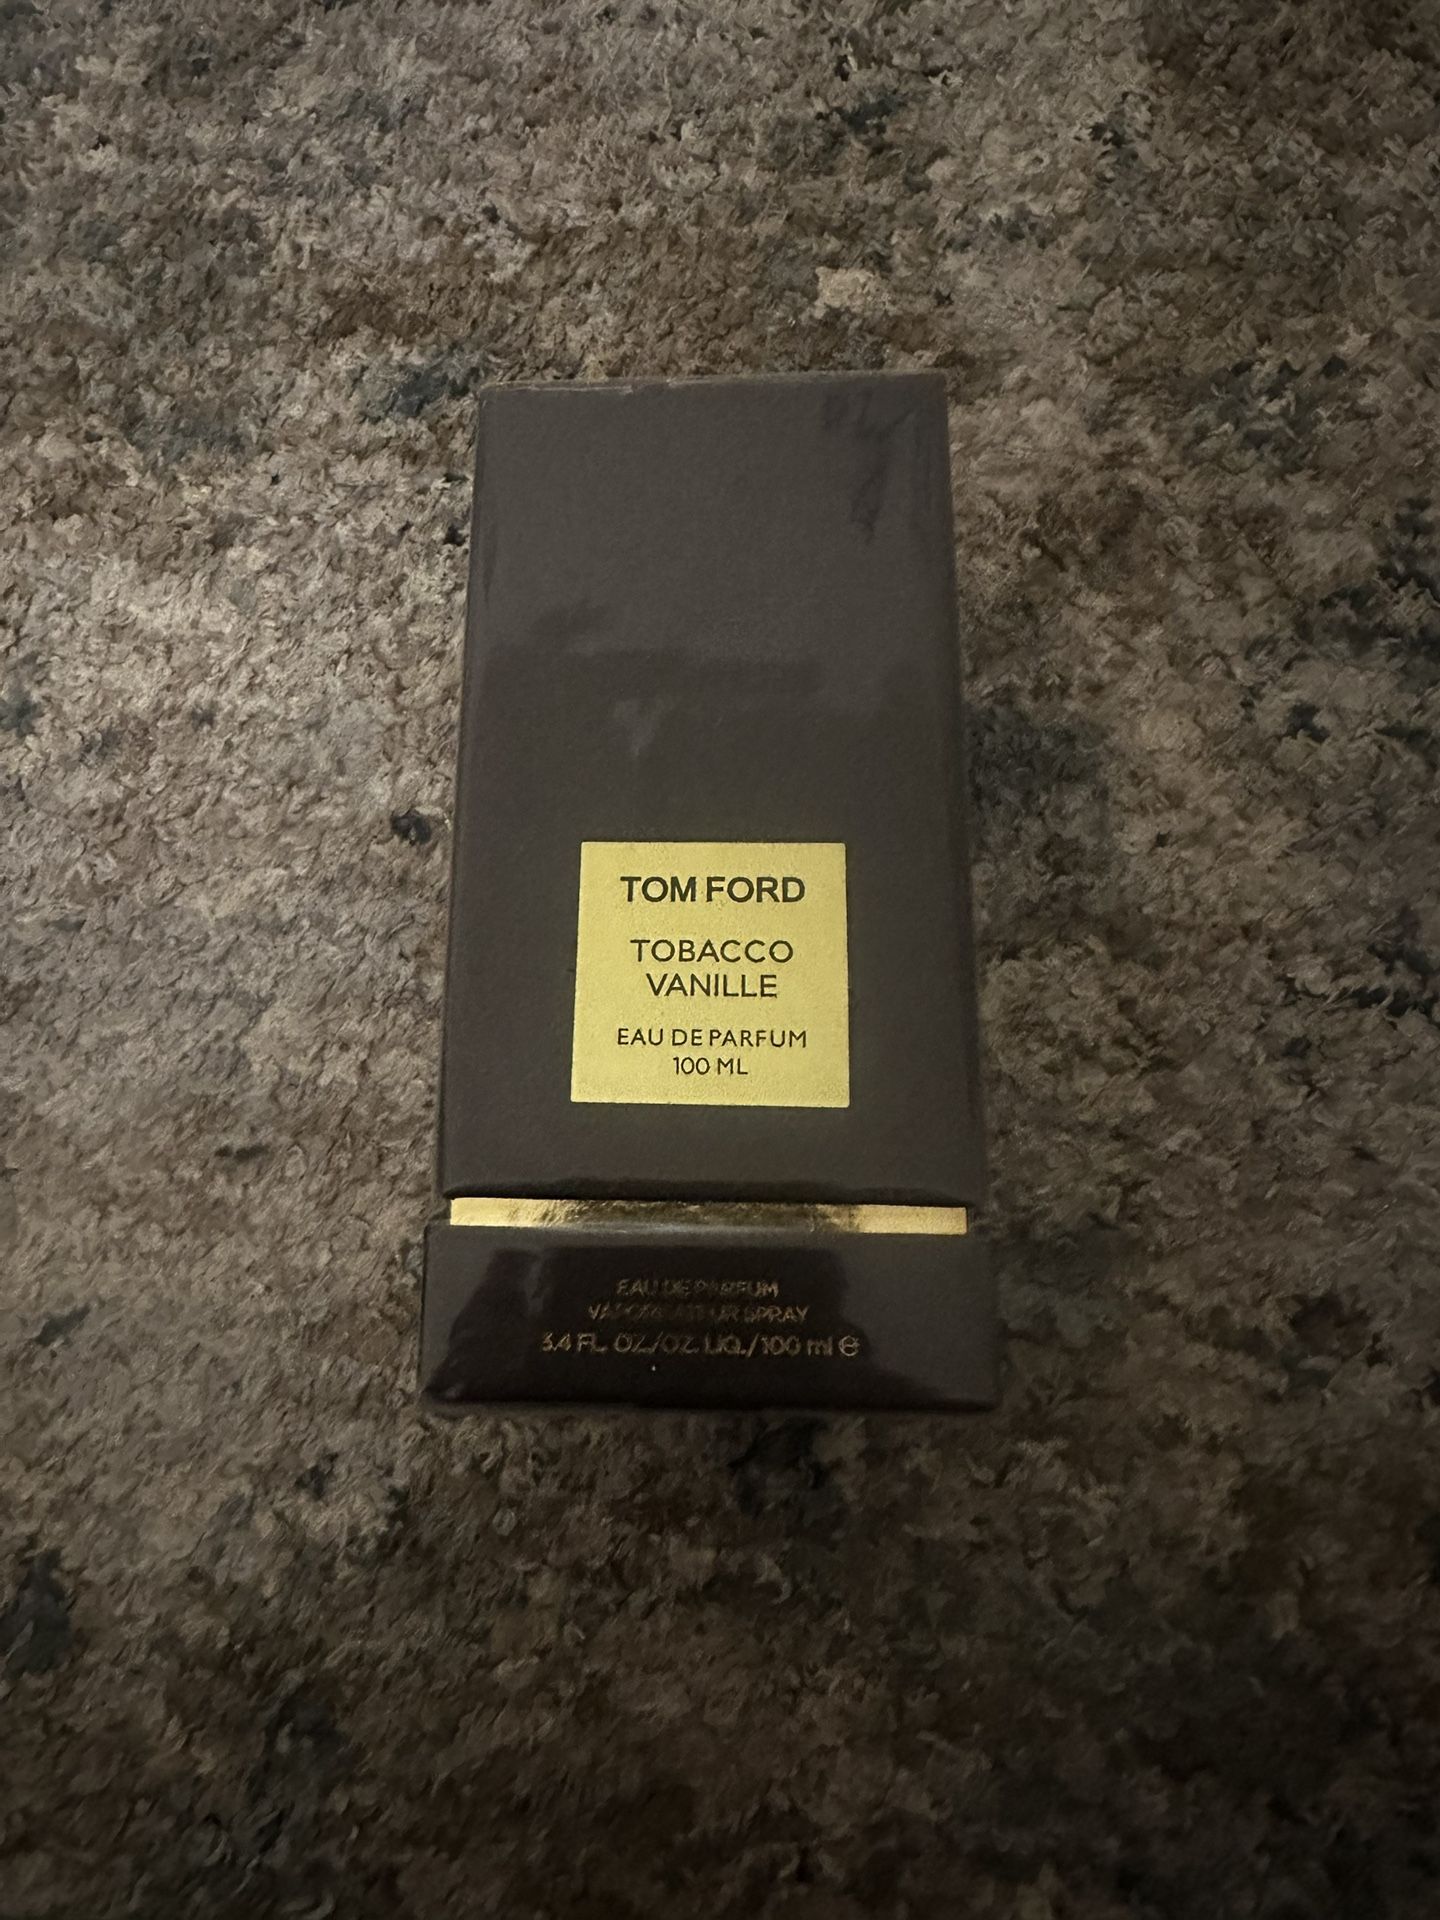 TOM FORD
TOBACCO
VANILLE
EAU DE PARFUM
100 ML
EAU DE PARFUM
VAPORISATEUR SPRAY
3.4 FL. OZ./OZ. LIQ./100 ml ℮